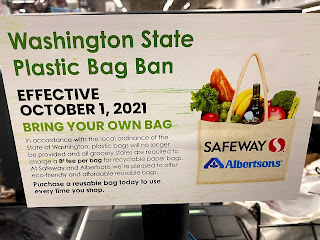 Washington State
Plastic Bag Ban
EFFECTIVE
OCTOBER 1, 2021
BRING YOUR OWN BAG
In accordance with the local ordinance of the
State of Washington, plastic bags will no longer
be provided and all grocery stores are required to
charge a 8¢ fee per bag for recyclable paper bags.
At Safeway and Albertsons we're pleased to offer
eco-friendly and affordable reusable bags.
Purchase a reusable bag today to use
every time you shop.
SAFEWAY
Albertsons